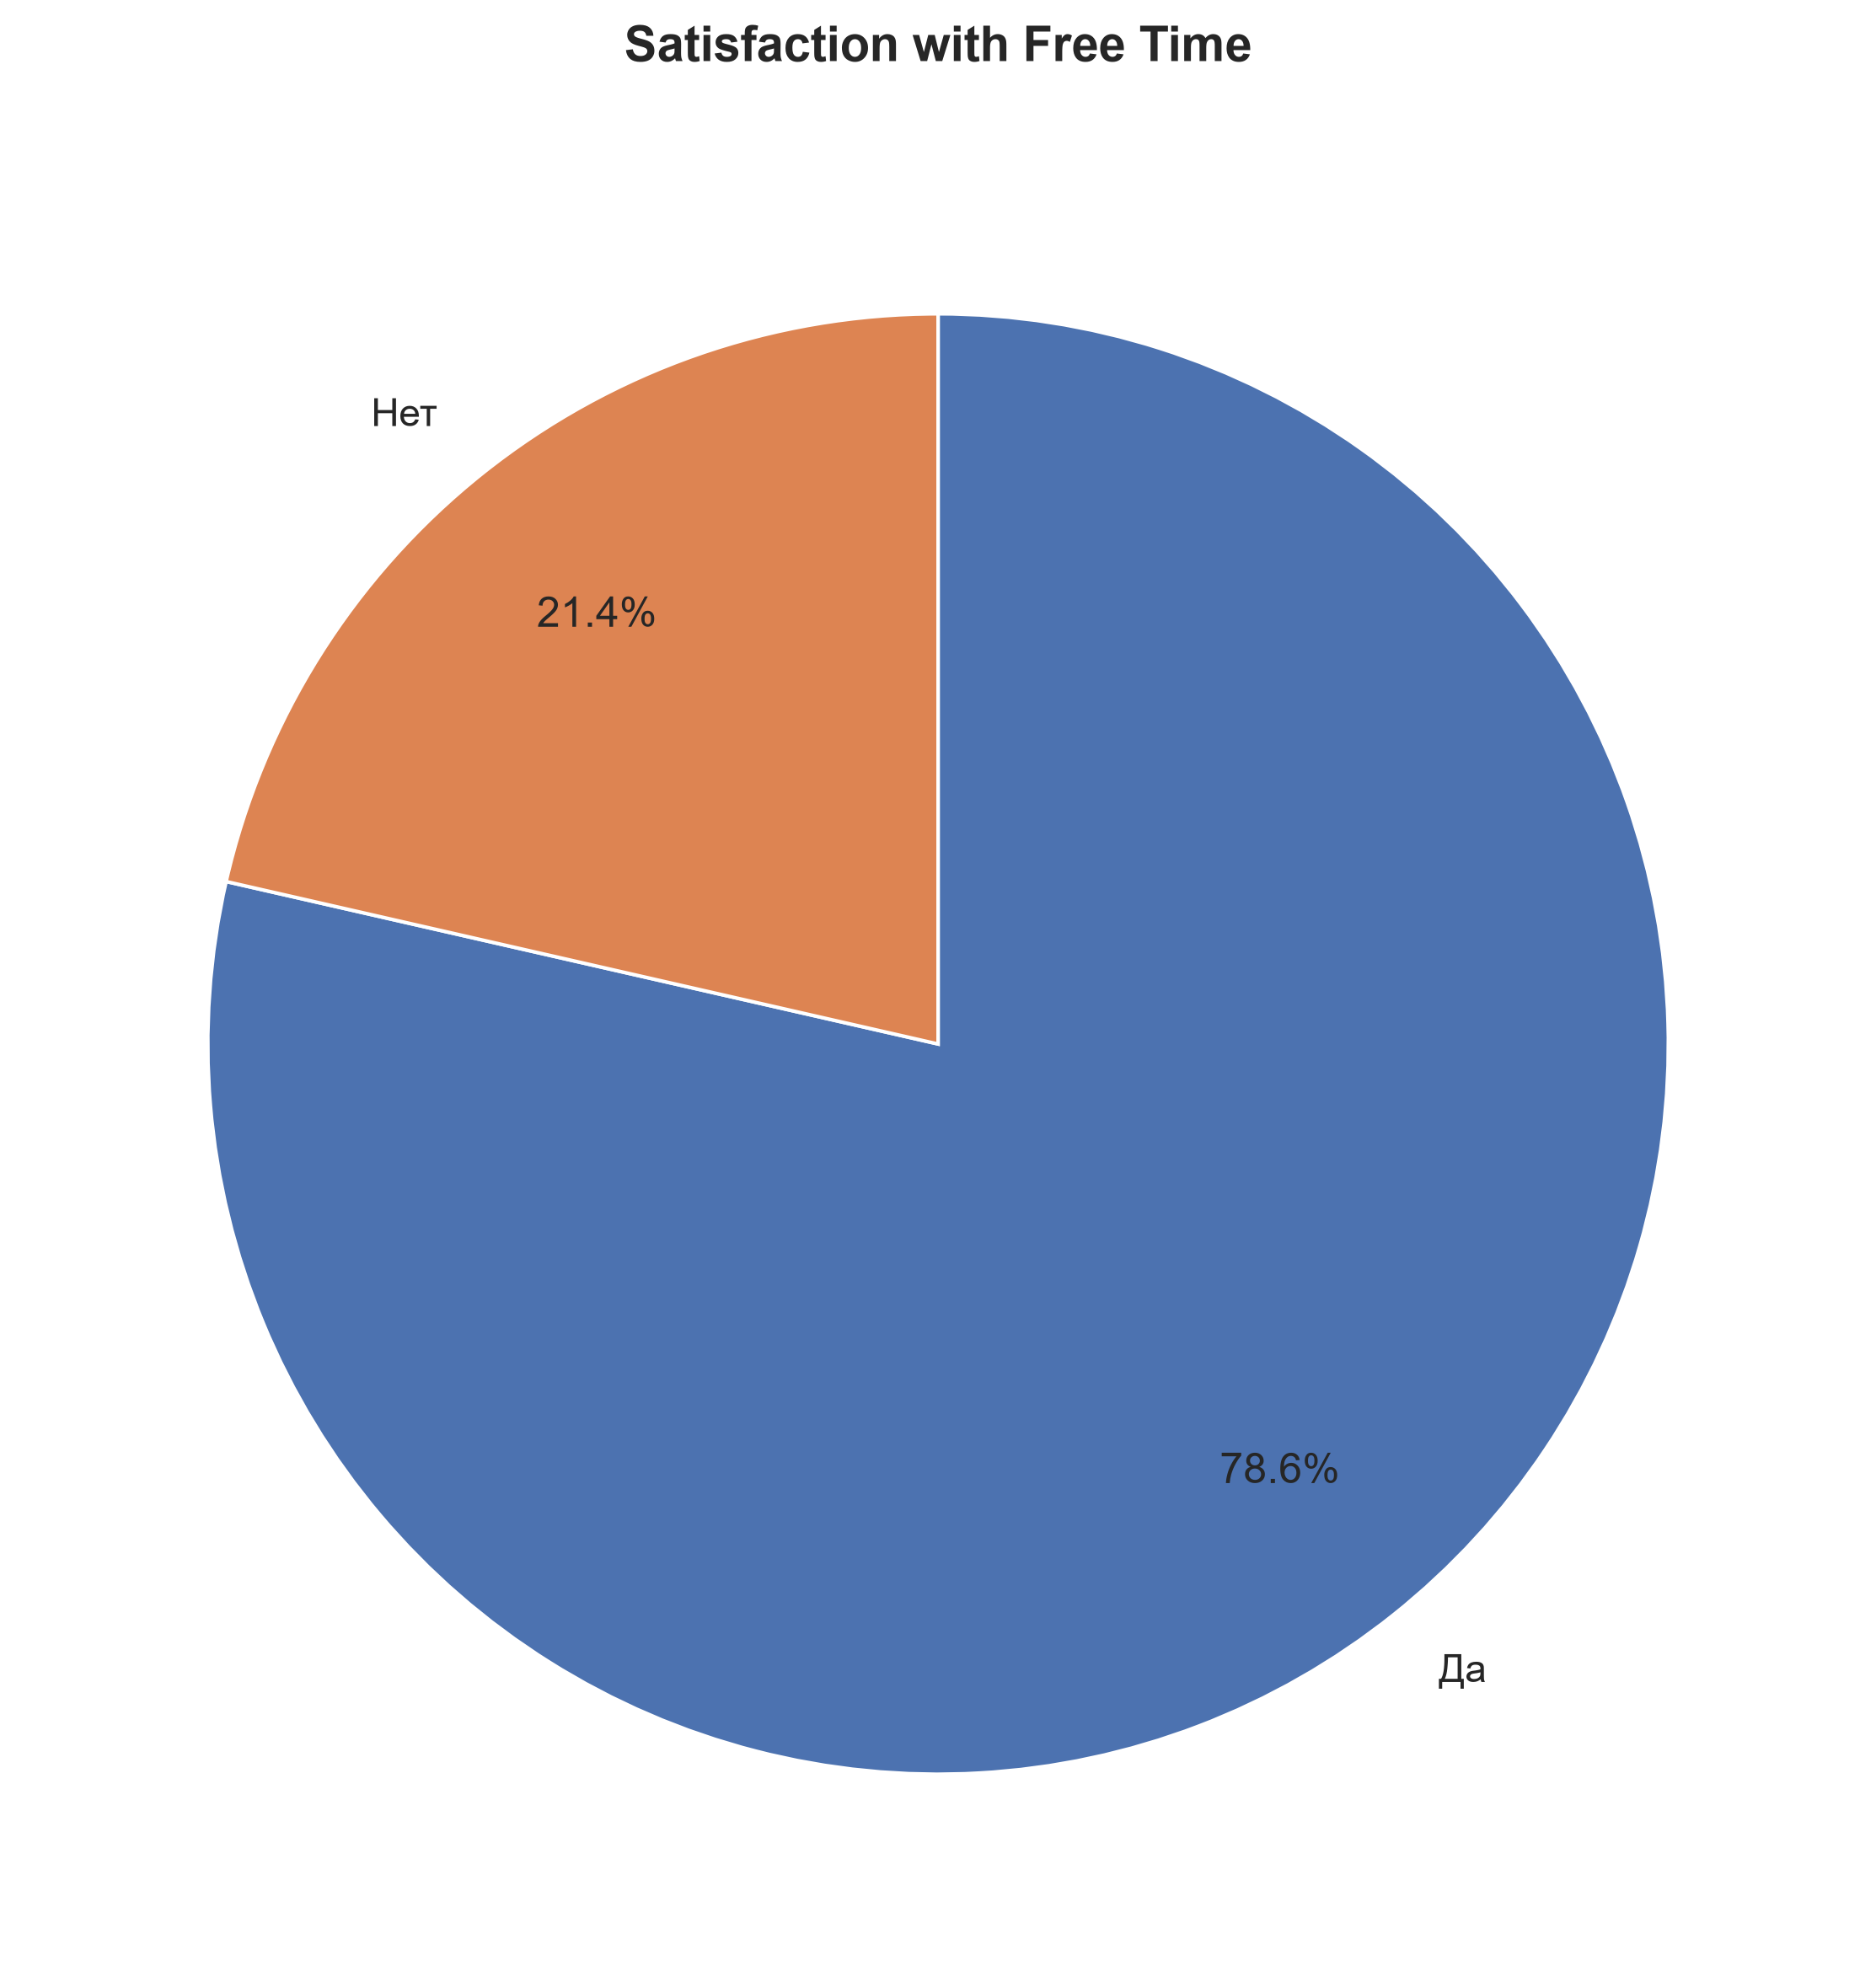 Satisfaction with Free Time
Нет
21.4%
78.6%
Да